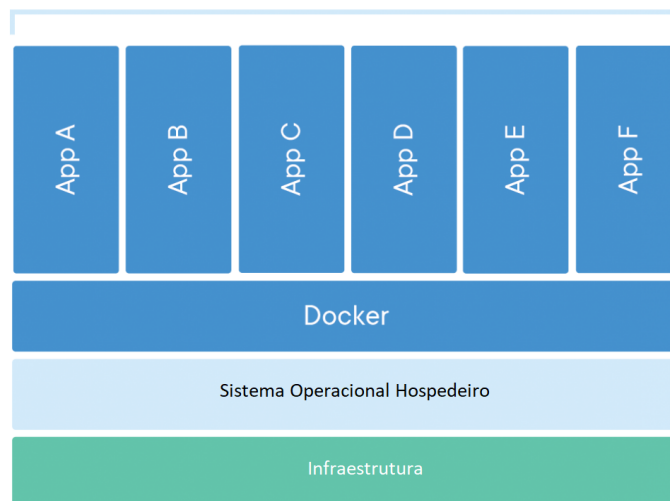 App A
App B
App C
App D
App E
App F
Docker
Sistema Operacional Hospedeiro
Infraestrutura